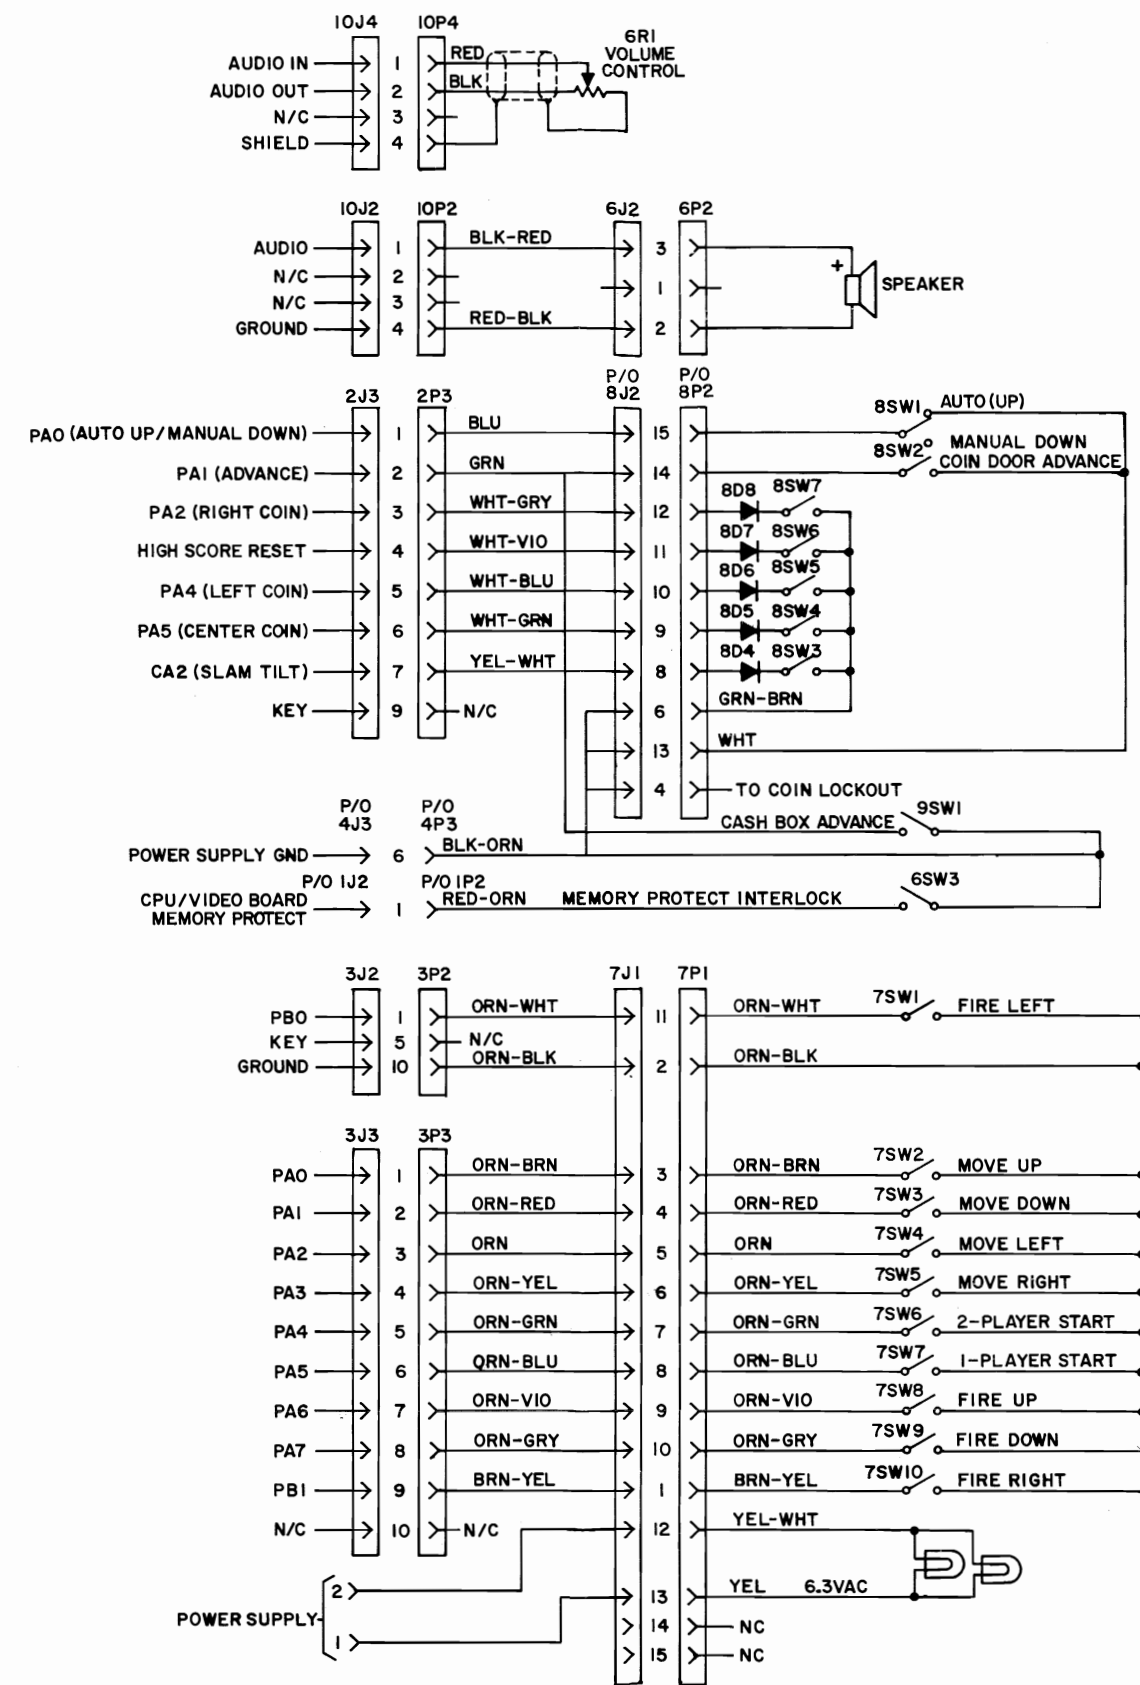 10J4 10P4
AUDIO IN 1 RED 6R1 VOLUME CONTROL
AUDIO OUT 2 BLK
N/C 3
SHIELD 4
10J2 10P2 6J2 6P2
AUDIO 1 BLK-RED 3
N/C 2 1 + SPEAKER
N/C 3
GROUND 4 RED-BLK 2
P/O 8J2 P/O 8P2
2J3 2P3
PA0 (AUTO UP/MANUAL DOWN) 1 BLU 15 8SW1 AUTO (UP)
MANUAL DOWN
PA1 (ADVANCE) 2 GRN 14 8SW2 COIN DOOR ADVANCE
PA2 (RIGHT COIN) 3 WHT-GRY 12 8D8 8SW7
HIGH SCORE RESET 4 WHT-VIO 11 8D7 8SW6
PA4 (LEFT COIN) 5 WHT-BLU 10 8D6 8SW5
PA5 (CENTER COIN) 6 WHT-GRN 9 8D5 8SW4
CA2 (SLAM TILT) 7 YEL-WHT 8 8D4 8SW3
KEY 9 N/C 6 GRN-BRN
13 WHT
4 TO COIN LOCKOUT
P/O 4J3 P/O 4P3
CASH BOX ADVANCE 9SW1
POWER SUPPLY GND 6 BLK-ORN
P/O 1J2 P/O 1P2
CPU/VIDEO BOARD
MEMORY PROTECT 1 RED-ORN MEMORY PROTECT INTERLOCK 6SW3
3J2 3P2 7J1 7P1
PB0 1 ORN-WHT 11 ORN-WHT 7SW1 FIRE LEFT
KEY 5 N/C
GROUND 10 ORN-BLK 2 ORN-BLK
3J3 3P3
PA0 1 ORN-BRN 3 ORN-BRN 7SW2 MOVE UP
PA1 2 ORN-RED 4 ORN-RED 7SW3 MOVE DOWN
PA2 3 ORN 5 ORN 7SW4 MOVE LEFT
PA3 4 ORN-YEL 6 ORN-YEL 7SW5 MOVE RIGHT
PA4 5 ORN-GRN 7 ORN-GRN 7SW6 2-PLAYER START
PA5 6 ORN-BLU 8 ORN-BLU 7SW7 1-PLAYER START
PA6 7 ORN-VIO 9 ORN-VIO 7SW8 FIRE UP
PA7 8 ORN-GRY 10 ORN-GRY 7SW9 FIRE DOWN
PB1 9 BRN-YEL 1 BRN-YEL 7SW10 FIRE RIGHT
N/C 10 N/C 12 YEL-WHT
2 13 YEL 6.3VAC
POWER SUPPLY 14 NC
1 15 NC